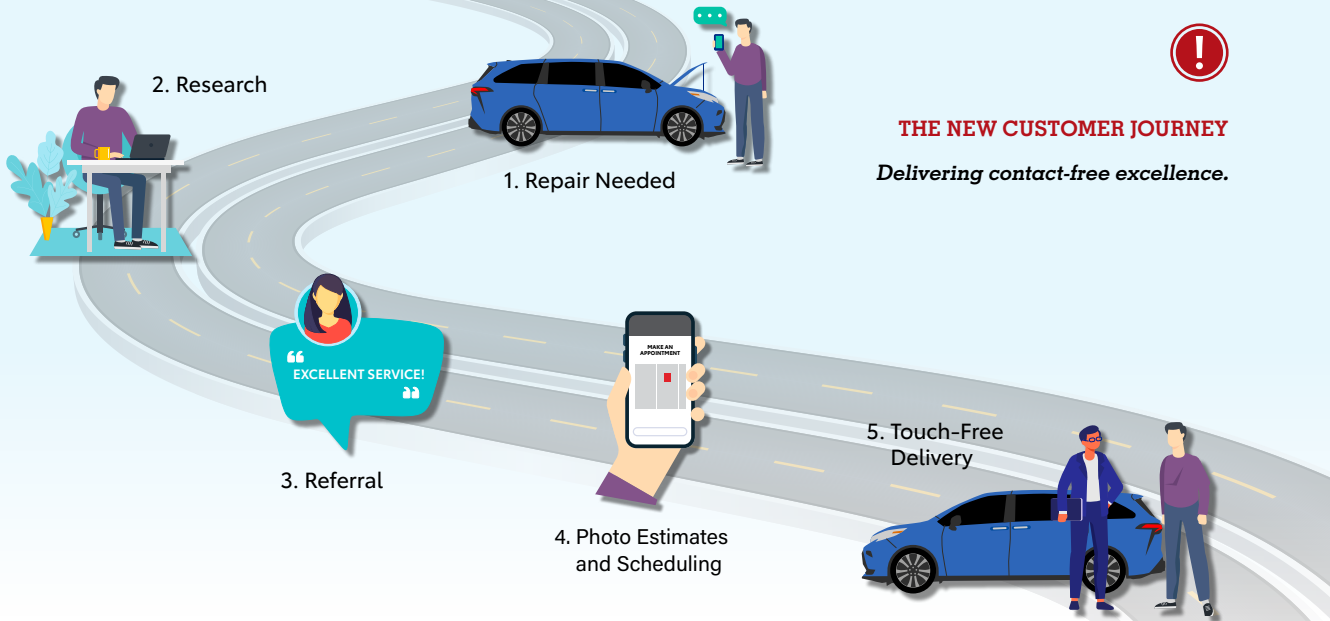 THE NEW CUSTOMER JOURNEY
Delivering contact-free excellence.
1. Repair Needed
2. Research
“
EXCELLENT SERVICE!
”
3. Referral
MAKE AN
APPOINTMENT
4. Photo Estimates
and Scheduling
5. Touch-Free
Delivery